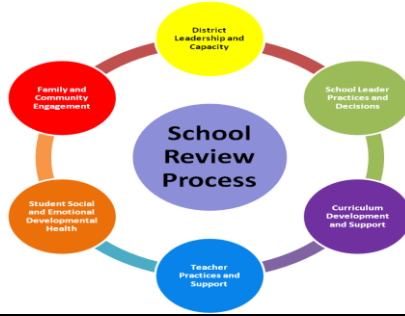 District
Leadership and
Capacity
Family and
Community
Engagement
School Leader
Practices and
Decisions
School
Review
Process
Student Social
and Emotional
Developmental
Health
Curriculum
Development
and Support
Teacher
Practices and
Support